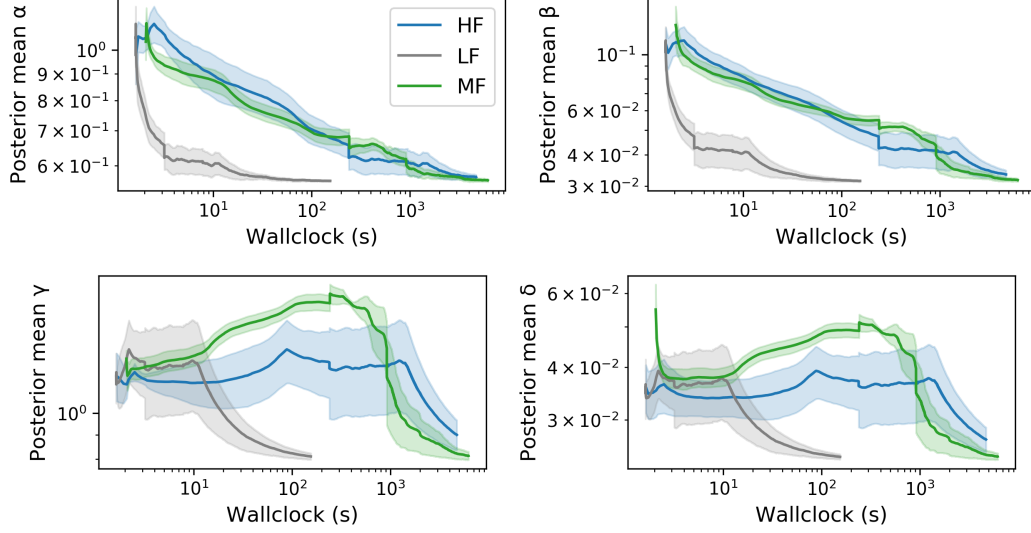 Posterior mean α
10⁰
9 × 10⁻¹
8 × 10⁻¹
7 × 10⁻¹
6 × 10⁻¹
HF
LF
MF
10¹
10²
10³
Wallclock (s)
Posterior mean β
10⁻¹
6 × 10⁻²
4 × 10⁻²
3 × 10⁻²
10¹
10²
10³
Wallclock (s)
Posterior mean γ
10⁰
10¹
10²
10³
Wallclock (s)
Posterior mean δ
6 × 10⁻²
4 × 10⁻²
3 × 10⁻²
10¹
10²
10³
Wallclock (s)